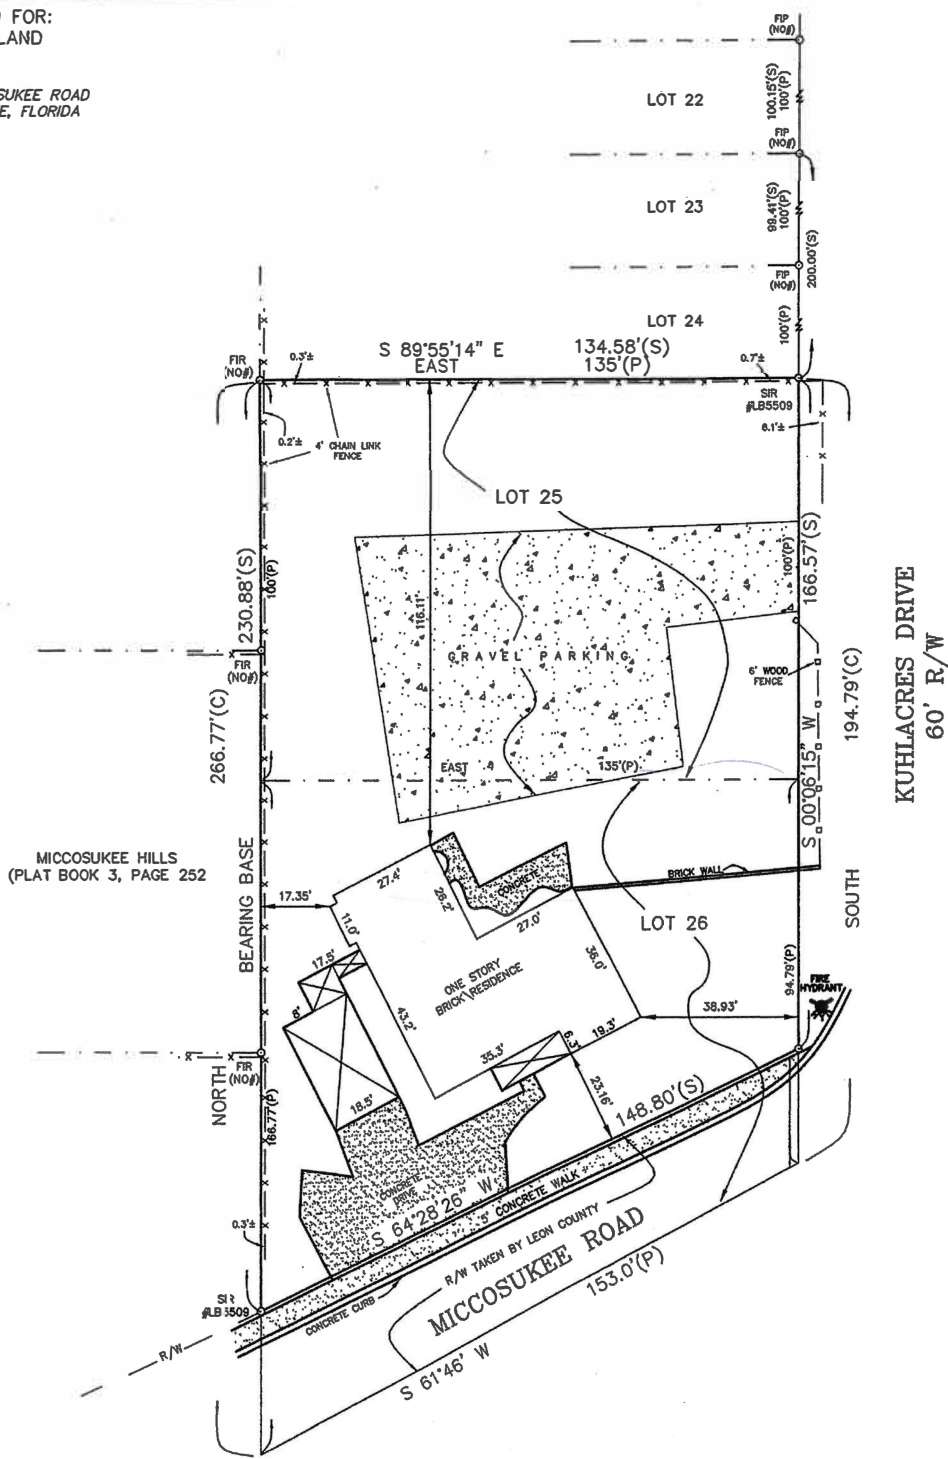 FOR:
LAND
SUKEE ROAD
E, FLORIDA
FIP
(NO#)
LOT 22
100.15'(S)
100'(P)
FIP
(NO#)
LOT 23
99.41'(S)
100'(P)
200.00'(S)
FIP
(NO#)
LOT 24
100'(P)
FIR
(NO#)
0.3'±
S 89°55'14" E
EAST
134.58'(S)
135'(P)
0.7'±
SIR
#LB5509
6.1'±
0.2'±
4' CHAIN LINK
FENCE
LOT 25
230.88'(S)
100'(P)
116.11'
166.57'(S)
100'(P)
KUHLACRES DRIVE
60' R/W
GRAVEL PARKING
FIR
(NO#)
6' WOOD
FENCE
266.77'(C)
194.79'(C)
S 00°06'15" W
EAST
135'(P)
MICCOSUKEE HILLS
(PLAT BOOK 3, PAGE 252
BEARING BASE
17.35'
27.4'
26.2'
CONCRETE
BRICK WALL
27.0'
11.0'
LOT 26
SOUTH
17.5'
ONE STORY
BRICK\RESIDENCE
36.0'
94.79'(P)
FIRE
HYDRANT
8'
43.2'
38.93'
35.3'
6.3'
19.3'
FIR
(NO#)
NORTH
166.77'(P)
18.5'
23.16'
148.80'(S)
CONCRETE
DRIVE
S 64°28'26" W
5' CONCRETE WALK
0.3'±
R/W TAKEN BY LEON COUNTY
MICCOSUKEE ROAD
153.0'(P)
SIR
#LB5509
CONCRETE CURB
R/W
S 61°46' W